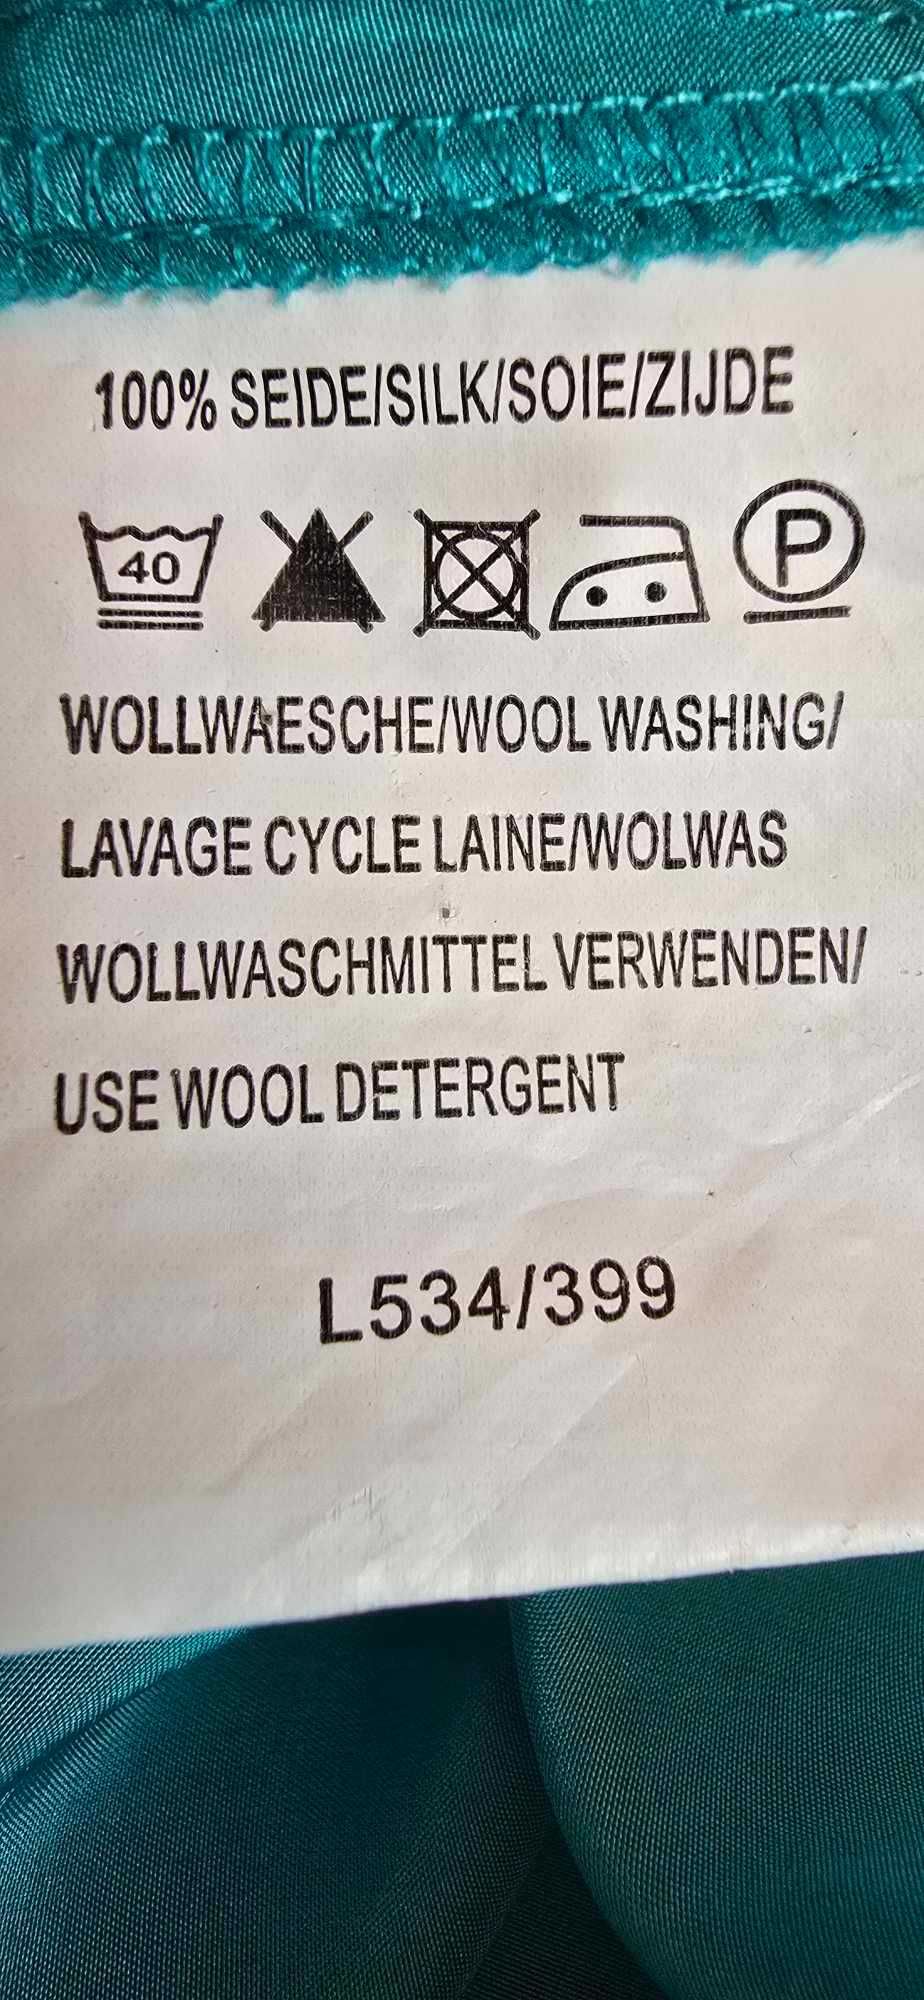 100% SEIDE/SILK/SOIE/ZIJDE
40 P
WOLLWAESCHE/WOOL WASHING/
LAVAGE CYCLE LAINE/WOLWAS
WOLLWASCHMITTEL VERWENDEN/
USE WOOL DETERGENT
L534/399